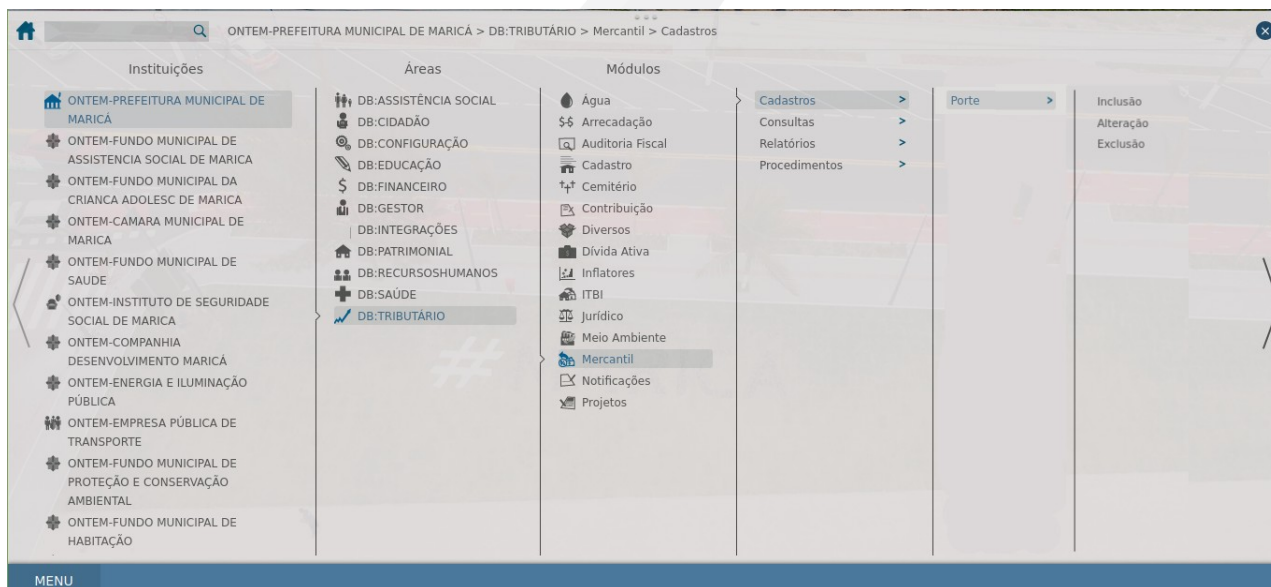 ONTEM-PREFEITURA MUNICIPAL DE MARICÁ > DB:TRIBUTÁRIO > Mercantil > Cadastros
Instituições
ONTEM-PREFEITURA MUNICIPAL DE
MARICÁ
ONTEM-FUNDO MUNICIPAL DE
ASSISTENCIA SOCIAL DE MARICA
ONTEM-FUNDO MUNICIPAL DA
CRIANCA ADOLESC DE MARICA
ONTEM-CAMARA MUNICIPAL DE
MARICA
ONTEM-FUNDO MUNICIPAL DE
SAUDE
ONTEM-INSTITUTO DE SEGURIDADE
SOCIAL DE MARICA
ONTEM-COMPANHIA
DESENVOLVIMENTO MARICÁ
ONTEM-ENERGIA E ILUMINAÇÃO
PÚBLICA
ONTEM-EMPRESA PÚBLICA DE
TRANSPORTE
ONTEM-FUNDO MUNICIPAL DE
PROTEÇÃO E CONSERVAÇÃO
AMBIENTAL
ONTEM-FUNDO MUNICIPAL DE
HABITAÇÃO
Áreas
DB:ASSISTÊNCIA SOCIAL
DB:CIDADÃO
DB:CONFIGURAÇÃO
DB:EDUCAÇÃO
DB:FINANCEIRO
DB:GESTOR
DB:INTEGRAÇÕES
DB:PATRIMONIAL
DB:RECURSOSHUMANOS
DB:SAÚDE
DB:TRIBUTÁRIO
Módulos
Água
Arrecadação
Auditoria Fiscal
Cadastro
Cemitério
Contribuição
Diversos
Dívida Ativa
Inflatores
ITBI
Jurídico
Meio Ambiente
Mercantil
Notificações
Projetos
Cadastros >
Consultas >
Relatórios >
Procedimentos >
Porte >
Inclusão
Alteração
Exclusão
MENU